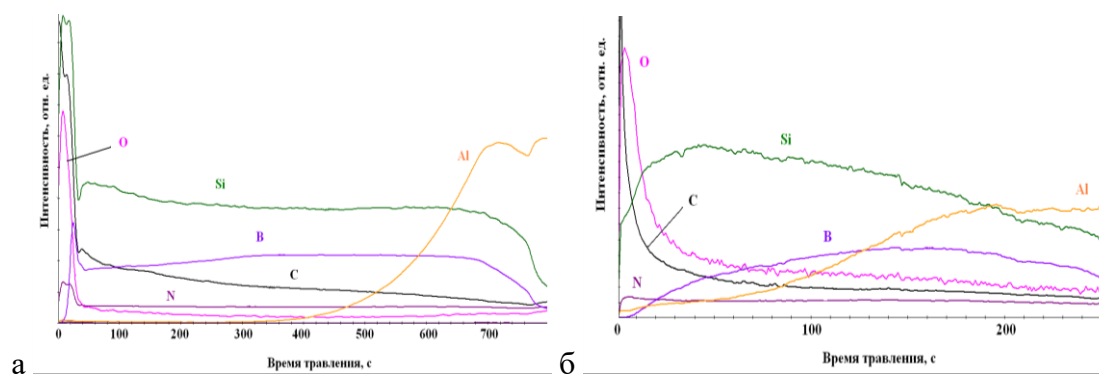 Интенсивность, отн. ед.
O
Si
B
C
N
Al
0 100 200 300 400 500 600 700
Время травления, с
а
Интенсивность, отн. ед.
O
Si
C
B
Al
N
0 100 200
Время травления, с
б